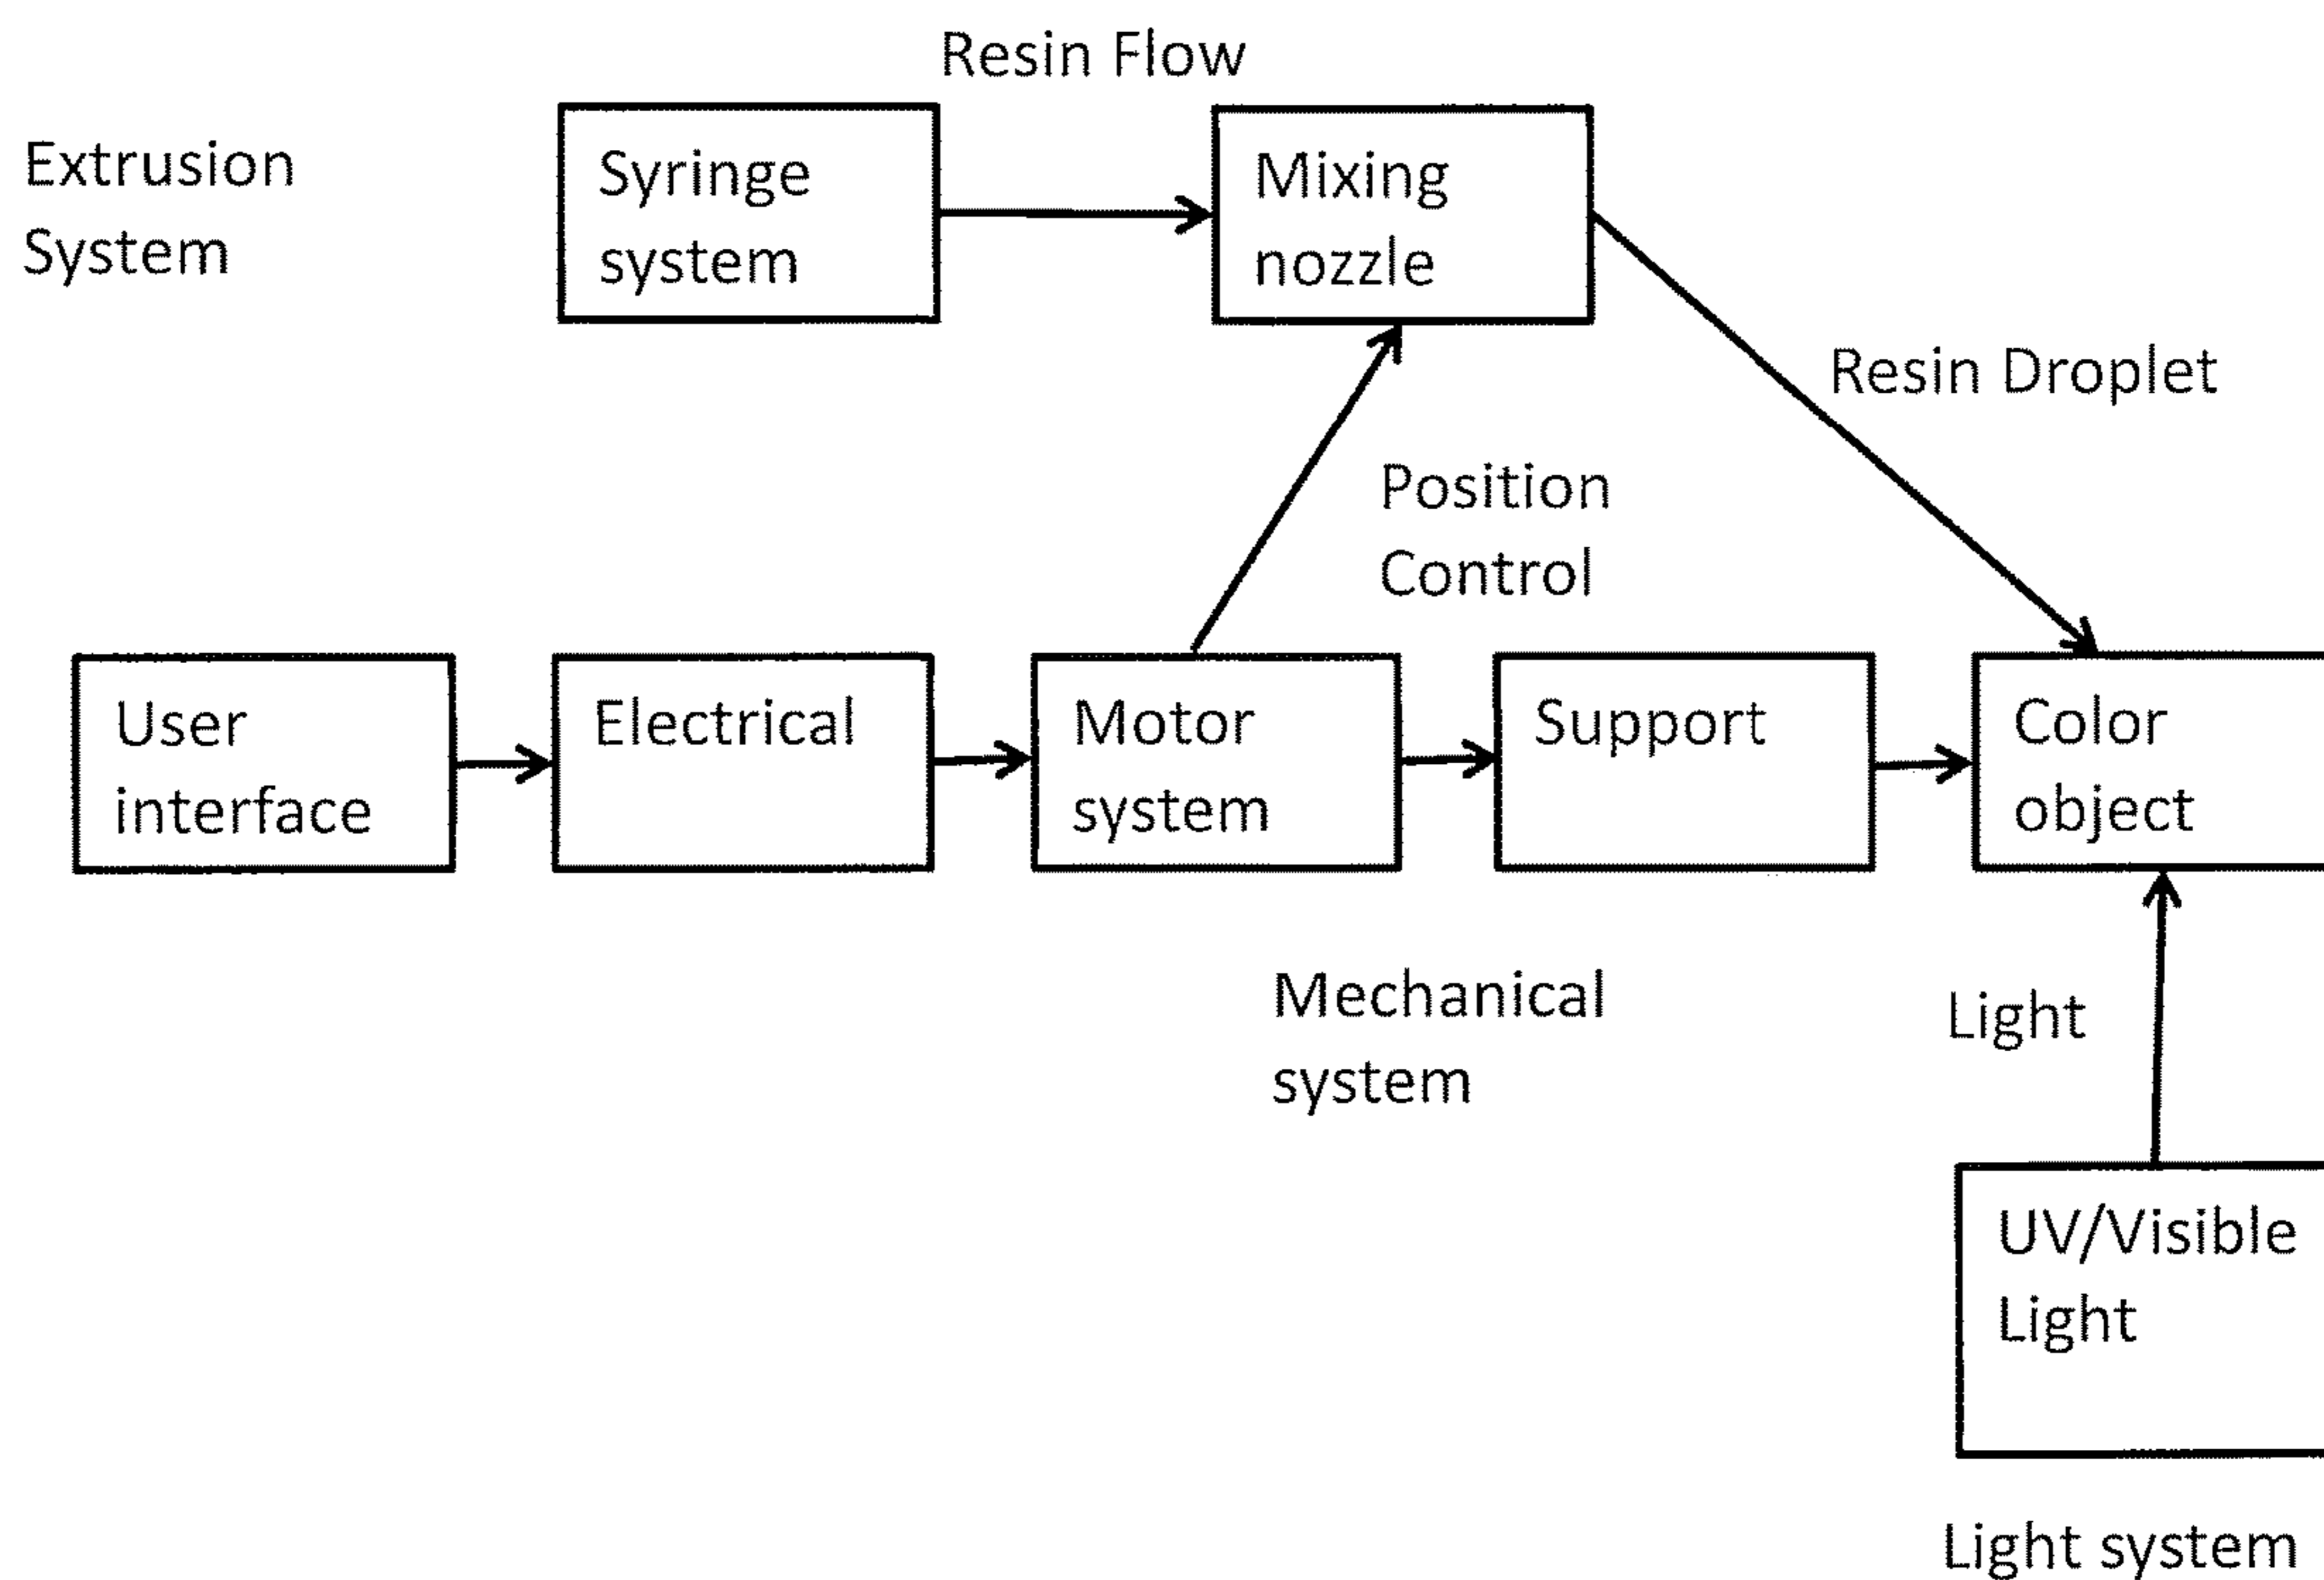 Resin Flow
Extrusion
System
Syringe
system
Mixing
nozzle
Resin Droplet
Position
Control
User
interface
Electrical
Motor
system
Support
Color
object
Mechanical
system
Light
UV/Visible
Light
Light system